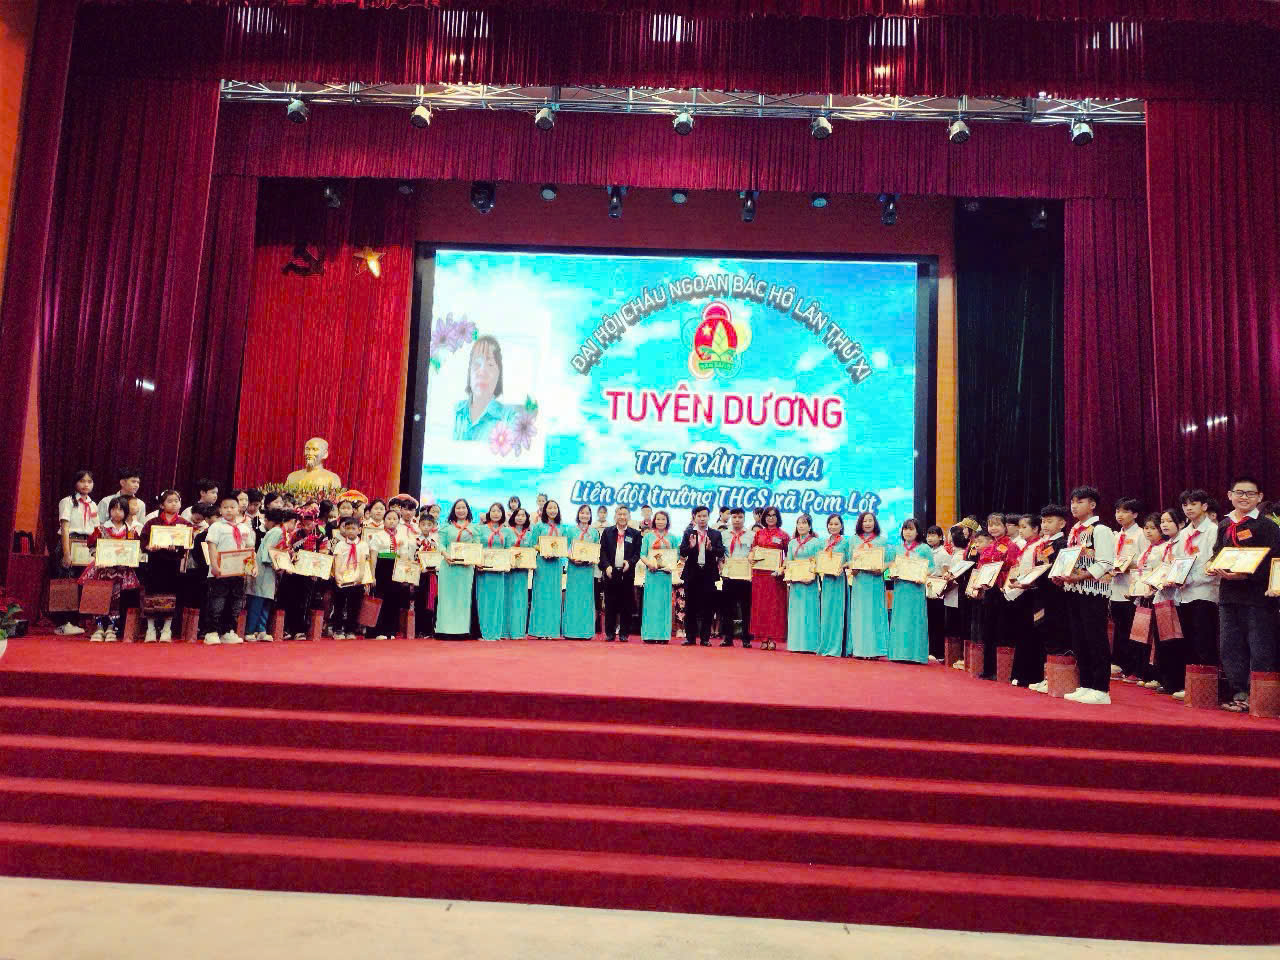 ĐẠI HỘI CHÁU NGOAN BÁC HỒ LẦN THỨ XI
TUYÊN DƯƠNG
TPT TRẦN THỊ NGA
Liên đội trường THCS xã Pom Lót